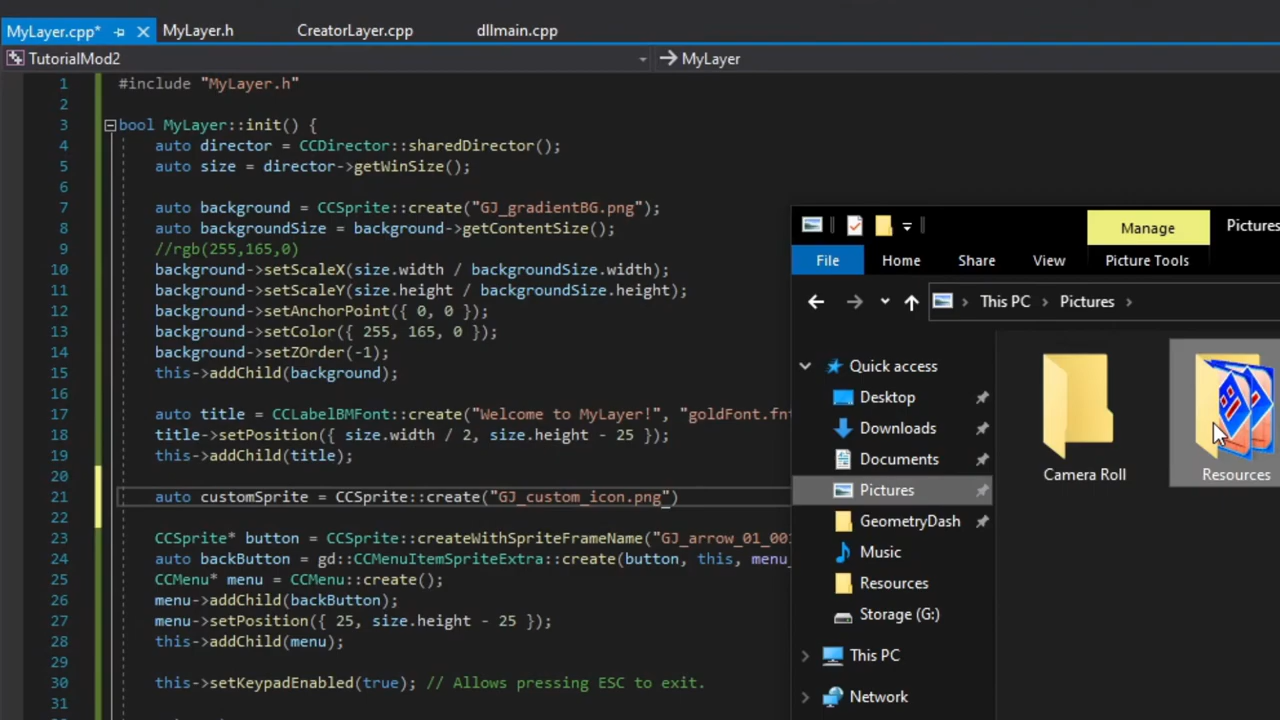 MyLayer.cpp* MyLayer.h CreatorLayer.cpp dllmain.cpp
TutorialMod2 MyLayer
1 #include "MyLayer.h"
2
3 bool MyLayer::init() {
4 auto director = CCDirector::sharedDirector();
5 auto size = director->getWinSize();
6
7 auto background = CCSprite::create("GJ_gradientBG.png");
8 auto backgroundSize = background->getContentSize();
9 //rgb(255,165,0)
10 background->setScaleX(size.width / backgroundSize.width);
11 background->setScaleY(size.height / backgroundSize.height);
12 background->setAnchorPoint({ 0, 0 });
13 background->setColor({ 255, 165, 0 });
14 background->setZOrder(-1);
15 this->addChild(background);
16
17 auto title = CCLabelBMFont::create("Welcome to MyLayer!", "goldFont.fnt
18 title->setPosition({ size.width / 2, size.height - 25 });
19 this->addChild(title);
20
21 auto customSprite = CCSprite::create("GJ_custom_icon.png")
22
23 CCSprite* button = CCSprite::createWithSpriteFrameName("GJ_arrow_01_001
24 auto backButton = gd::CCMenuItemSpriteExtra::create(button, this, menu_
25 CCMenu* menu = CCMenu::create();
26 menu->addChild(backButton);
27 menu->setPosition({ 25, size.height - 25 });
28 this->addChild(menu);
29
30 this->setKeypadEnabled(true); // Allows pressing ESC to exit.
31
Manage Pictures
File Home Share View Picture Tools
This PC Pictures
Quick access
Desktop
Downloads
Documents
Pictures
GeometryDash
Music
Resources
Storage (G:)
This PC
Network
Camera Roll Resources